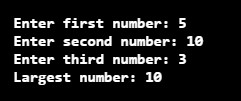 Enter first number: 5
Enter second number: 10
Enter third number: 3
Largest number: 10